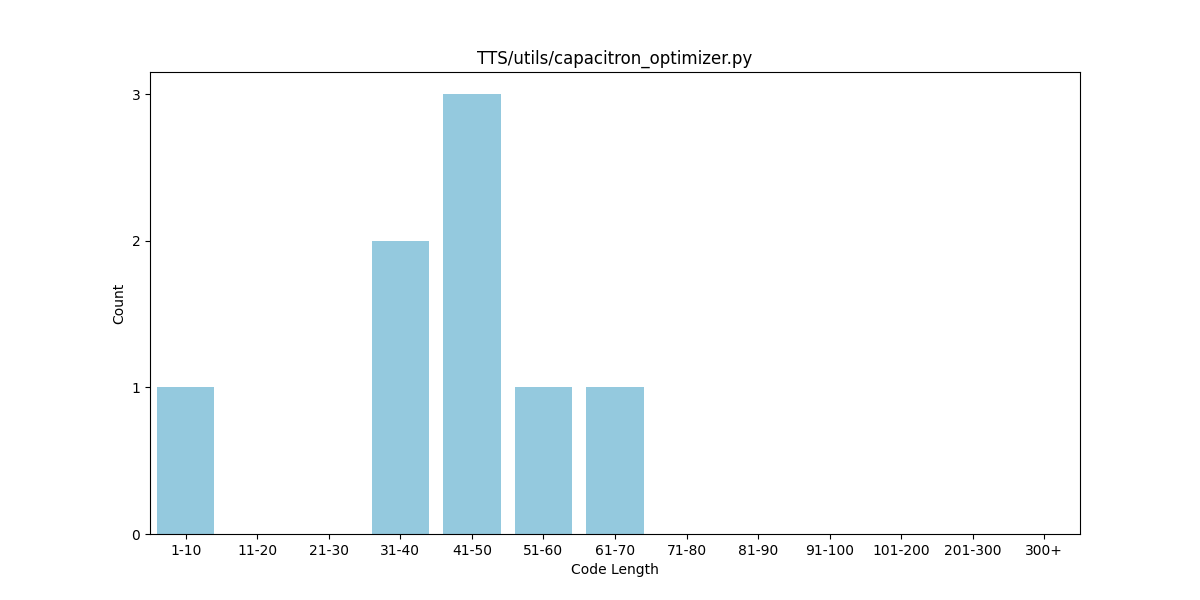 TTS/utils/capacitron_optimizer.py
3
2
1
0
Count
1-10 11-20 21-30 31-40 41-50 51-60 61-70 71-80 81-90 91-100 101-200 201-300 300+
Code Length